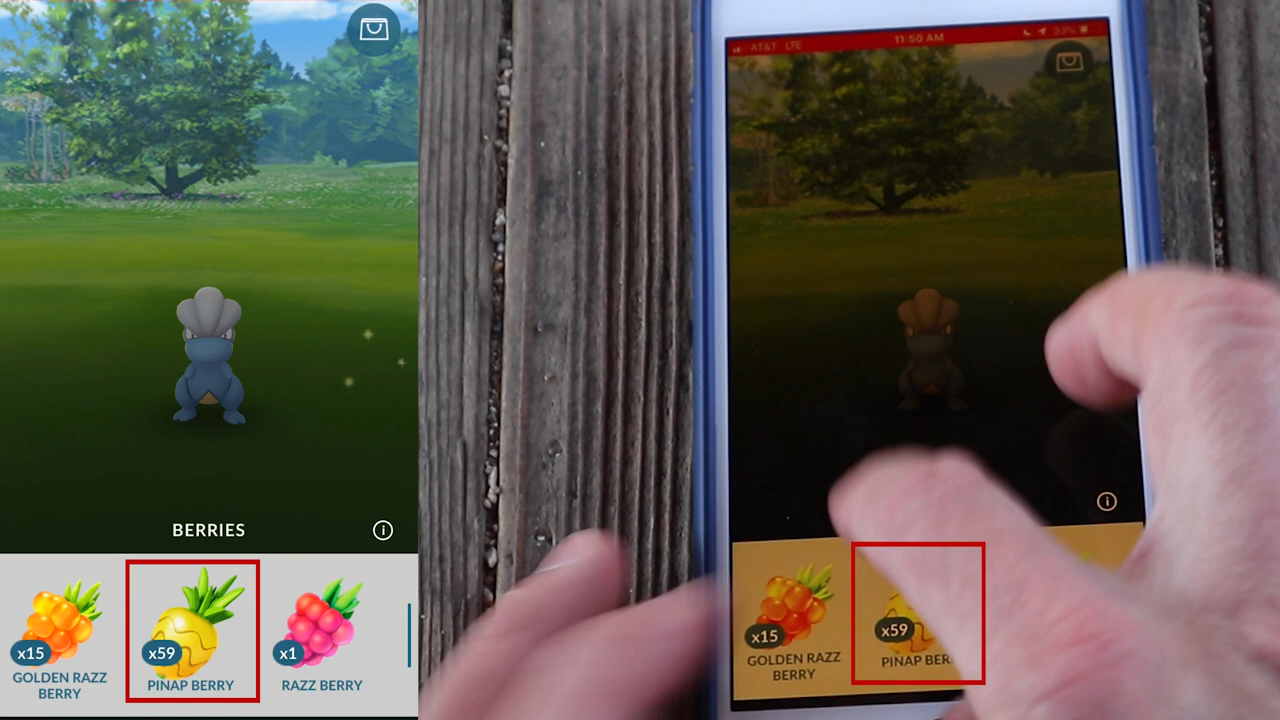 BERRIES
x15
x59
x1
GOLDEN RAZZ
BERRY
PINAP BERRY
RAZZ BERRY
AT&T LTE
11:50 AM
33%
x15
x59
GOLDEN RAZZ
BERRY
PINAP BER